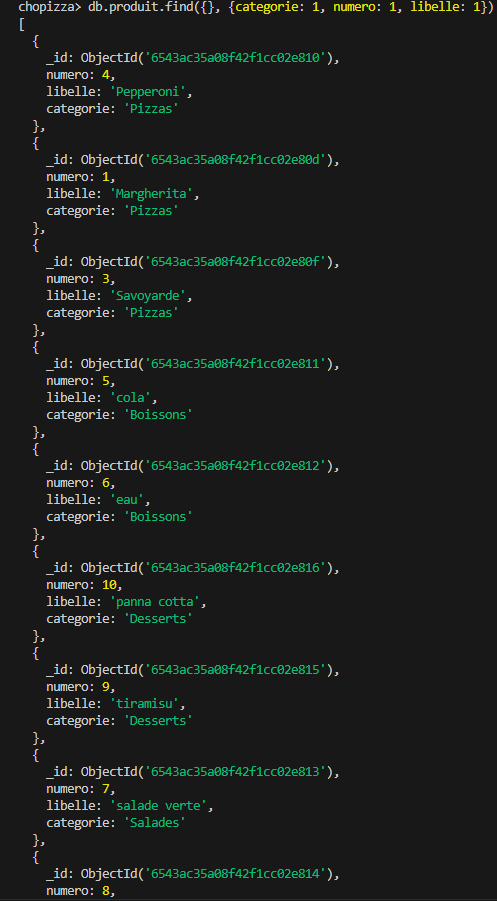 chopizza> db.produit.find({}, {categorie: 1, numero: 1, libelle: 1})
[
  {
    _id: ObjectId('6543ac35a08f42f1cc02e810'),
    numero: 4,
    libelle: 'Pepperoni',
    categorie: 'Pizzas'
  },
  {
    _id: ObjectId('6543ac35a08f42f1cc02e80d'),
    numero: 1,
    libelle: 'Margherita',
    categorie: 'Pizzas'
  },
  {
    _id: ObjectId('6543ac35a08f42f1cc02e80f'),
    numero: 3,
    libelle: 'Savoyarde',
    categorie: 'Pizzas'
  },
  {
    _id: ObjectId('6543ac35a08f42f1cc02e811'),
    numero: 5,
    libelle: 'cola',
    categorie: 'Boissons'
  },
  {
    _id: ObjectId('6543ac35a08f42f1cc02e812'),
    numero: 6,
    libelle: 'eau',
    categorie: 'Boissons'
  },
  {
    _id: ObjectId('6543ac35a08f42f1cc02e816'),
    numero: 10,
    libelle: 'panna cotta',
    categorie: 'Desserts'
  },
  {
    _id: ObjectId('6543ac35a08f42f1cc02e815'),
    numero: 9,
    libelle: 'tiramisu',
    categorie: 'Desserts'
  },
  {
    _id: ObjectId('6543ac35a08f42f1cc02e813'),
    numero: 7,
    libelle: 'salade verte',
    categorie: 'Salades'
  },
  {
    _id: ObjectId('6543ac35a08f42f1cc02e814'),
    numero: 8,